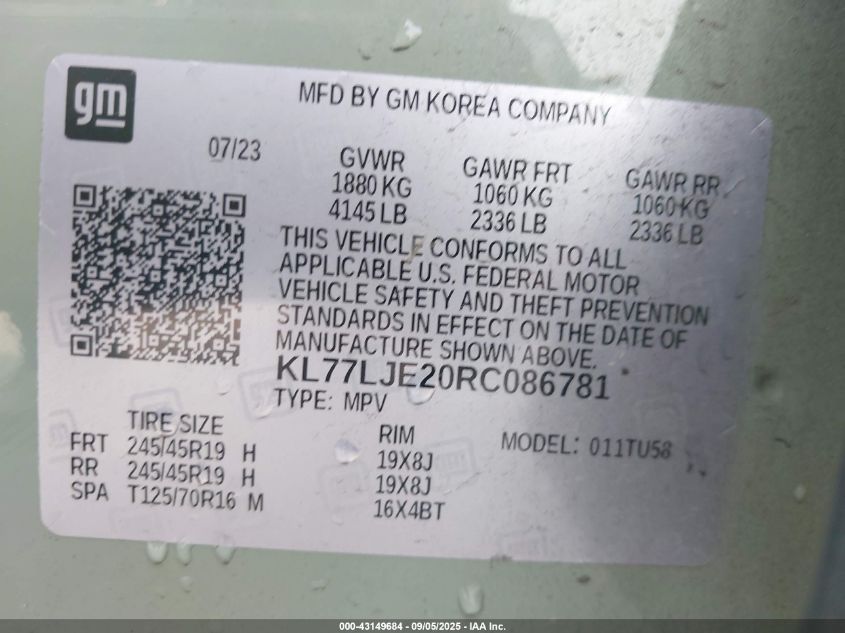 gm
MFD BY GM KOREA COMPANY
07/23
GVWR GAWR FRT GAWR RR
1880 KG 1060 KG 1060 KG
4145 LB 2336 LB 2336 LB
THIS VEHICLE CONFORMS TO ALL
APPLICABLE U.S. FEDERAL MOTOR
VEHICLE SAFETY AND THEFT PREVENTION
STANDARDS IN EFFECT ON THE DATE OF
MANUFACTURE SHOWN ABOVE.
KL77LJE20RC086781
TYPE: MPV
TIRE SIZE RIM MODEL: 011TU58
FRT 245/45R19 H 19X8J
RR 245/45R19 H 19X8J
SPA T125/70R16 M 16X4BT
000-43149684 - 09/05/2025 - IAA Inc.